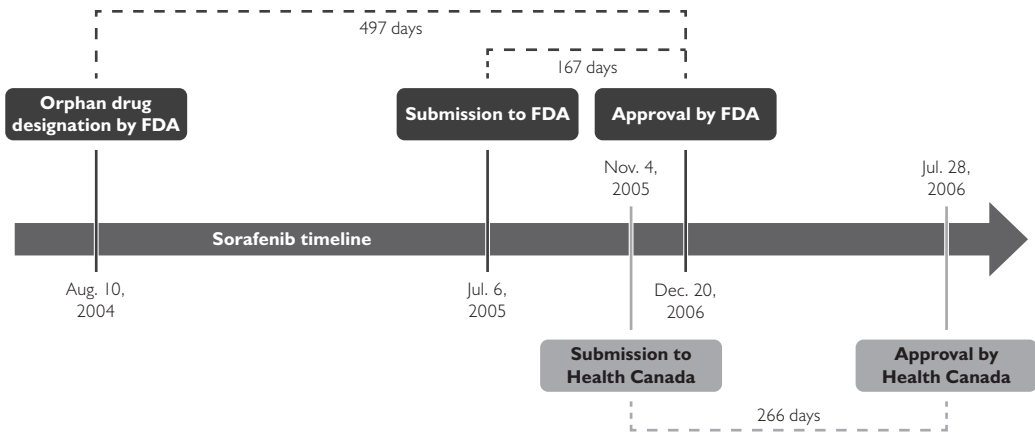 497 days
167 days
Orphan drug
designation by FDA
Submission to FDA
Approval by FDA
Nov. 4,
2005
Jul. 28,
2006
Sorafenib timeline
Aug. 10,
2004
Jul. 6,
2005
Dec. 20,
2006
Submission to
Health Canada
Approval by
Health Canada
266 days